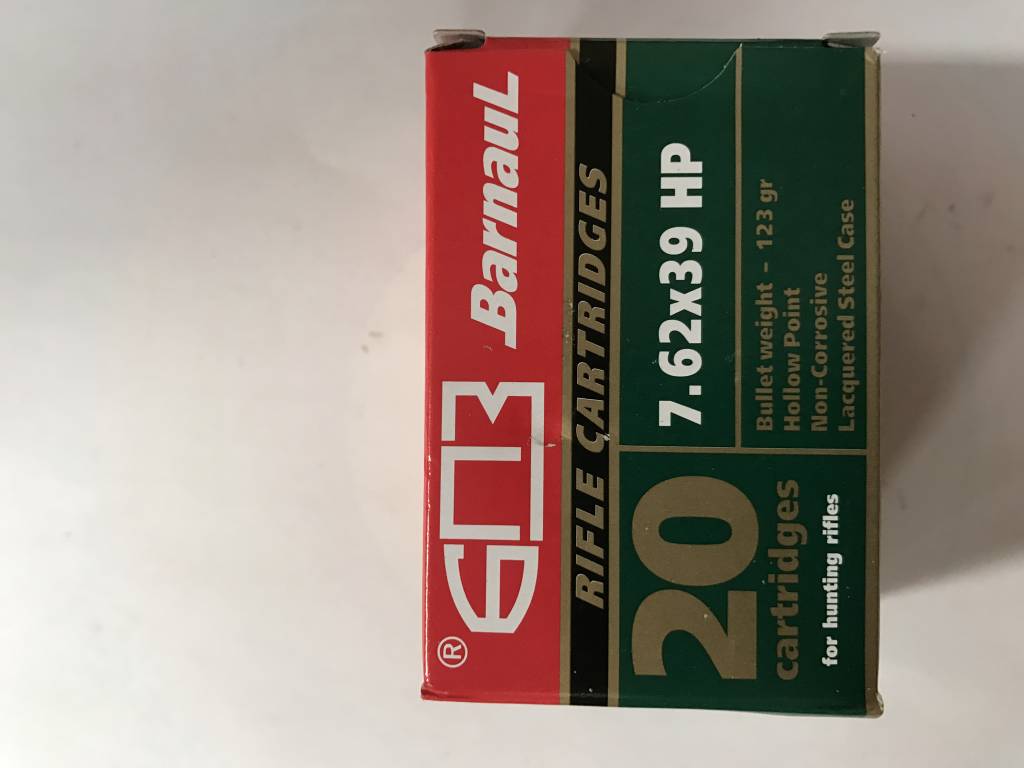 ® БПЗ Barnaul
RIFLE CARTRIDGES
20
cartridges
for hunting rifles
7.62x39 HP
Bullet weight – 123 gr
Hollow Point
Non-Corrosive
Lacquered Steel Case